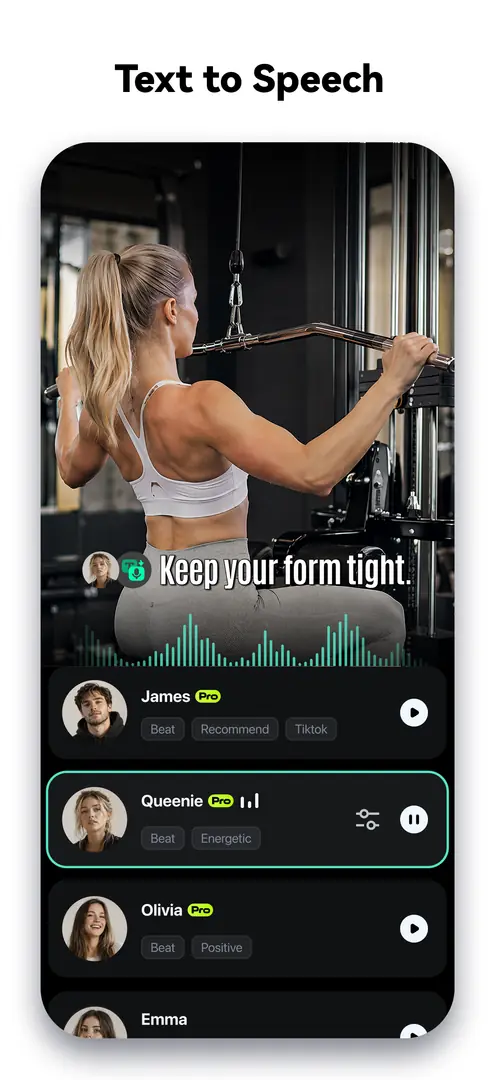 Text to Speech
Keep your form tight.
James Pro
Beat Recommend Tiktok
Queenie Pro
Beat Energetic
Olivia Pro
Beat Positive
Emma